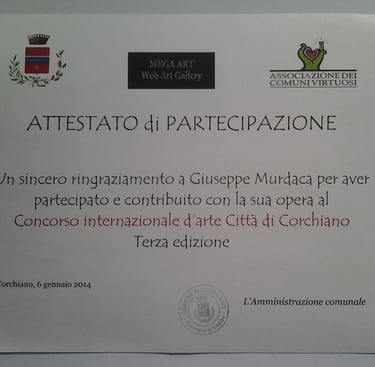 MEGA ART
Web Art Gallery
ASSOCIAZIONE DEI
COMUNI VIRTUOSI
ATTESTATO di PARTECIPAZIONE
Un sincero ringraziamento a Giuseppe Murdaca per aver
partecipato e contribuito con la sua opera al
Concorso internazionale d'arte Città di Corchiano
Terza edizione
Corchiano, 6 gennaio 2014
L'Amministrazione comunale